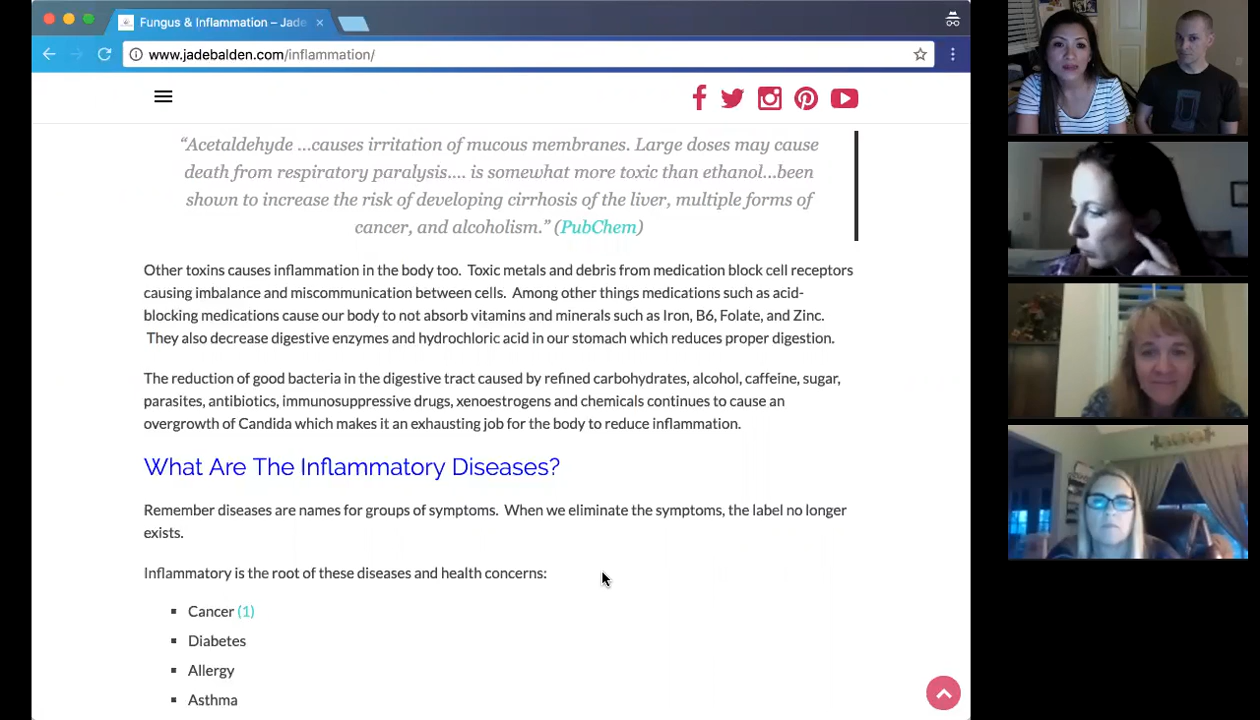 Fungus & Inflammation – Jade
www.jadebalden.com/inflammation/
“Acetaldehyde ...causes irritation of mucous membranes. Large doses may cause
death from respiratory paralysis.... is somewhat more toxic than ethanol...been
shown to increase the risk of developing cirrhosis of the liver, multiple forms of
cancer, and alcoholism.” (PubChem)
Other toxins causes inflammation in the body too. Toxic metals and debris from medication block cell receptors
causing imbalance and miscommunication between cells. Among other things medications such as acid-
blocking medications cause our body to not absorb vitamins and minerals such as Iron, B6, Folate, and Zinc.
They also decrease digestive enzymes and hydrochloric acid in our stomach which reduces proper digestion.
The reduction of good bacteria in the digestive tract caused by refined carbohydrates, alcohol, caffeine, sugar,
parasites, antibiotics, immunosuppressive drugs, xenoestrogens and chemicals continues to cause an
overgrowth of Candida which makes it an exhausting job for the body to reduce inflammation.
What Are The Inflammatory Diseases?
Remember diseases are names for groups of symptoms. When we eliminate the symptoms, the label no longer
exists.
Inflammatory is the root of these diseases and health concerns:
Cancer (1)
Diabetes
Allergy
Asthma